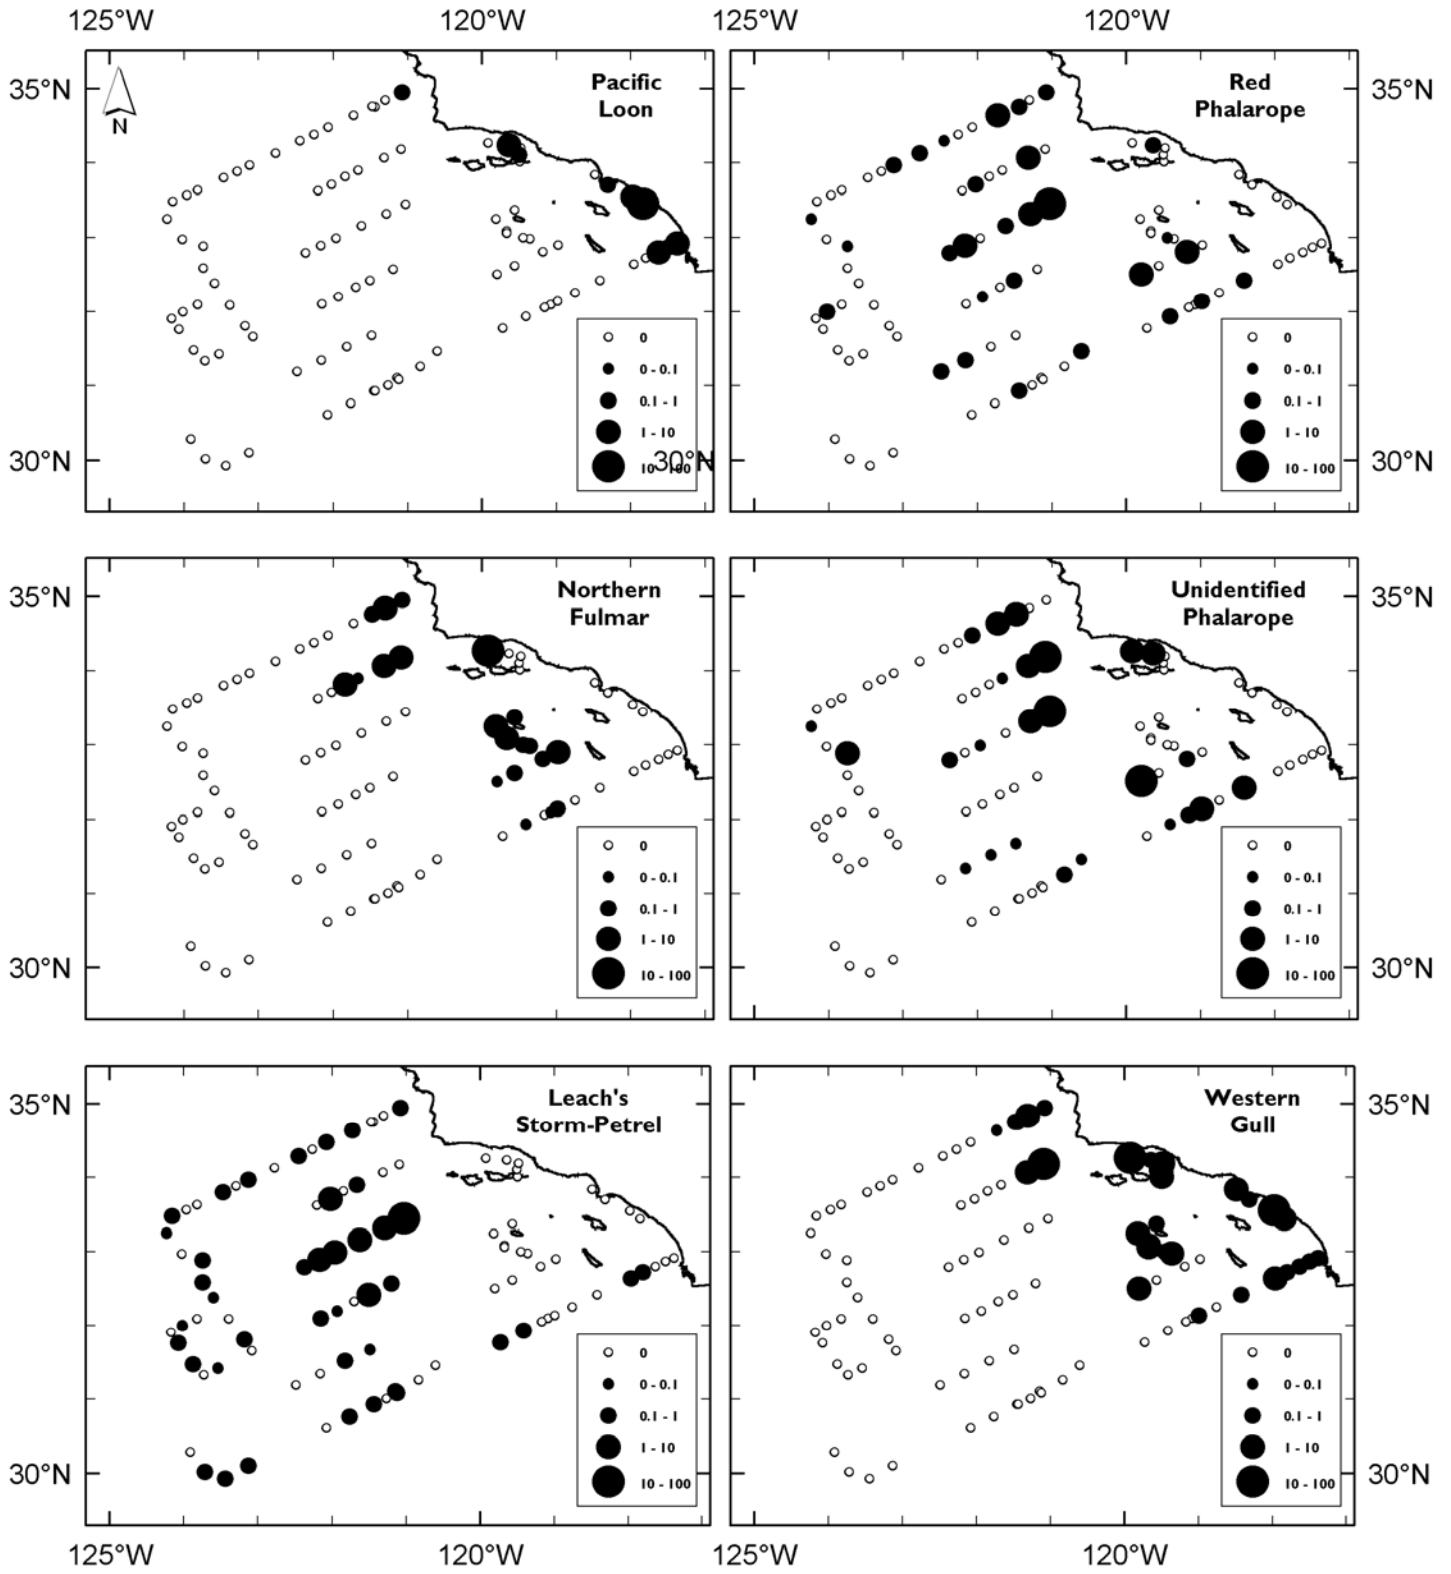 125°W 120°W 125°W 120°W
35°N
N
Pacific
Loon
0
0 - 0.1
0.1 - 1
1 - 10
10 - 100
30°N
Red
Phalarope
35°N
0
0 - 0.1
0.1 - 1
1 - 10
10 - 100
30°N
30°N
35°N
Northern
Fulmar
0
0 - 0.1
0.1 - 1
1 - 10
10 - 100
30°N
Unidentified
Phalarope
35°N
0
0 - 0.1
0.1 - 1
1 - 10
10 - 100
30°N
35°N
Leach's
Storm-Petrel
0
0 - 0.1
0.1 - 1
1 - 10
10 - 100
30°N
Western
Gull
35°N
0
0 - 0.1
0.1 - 1
1 - 10
10 - 100
30°N
125°W 120°W 125°W 120°W